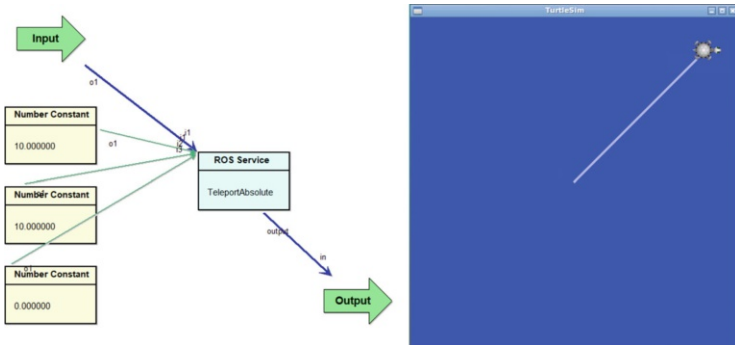 Input
o1
Number Constant
10.000000
o1
i1
ROS Service
TeleportAbsolute
Number Constant
10.000000
output
in
Number Constant
0.000000
Output
TurtleSim